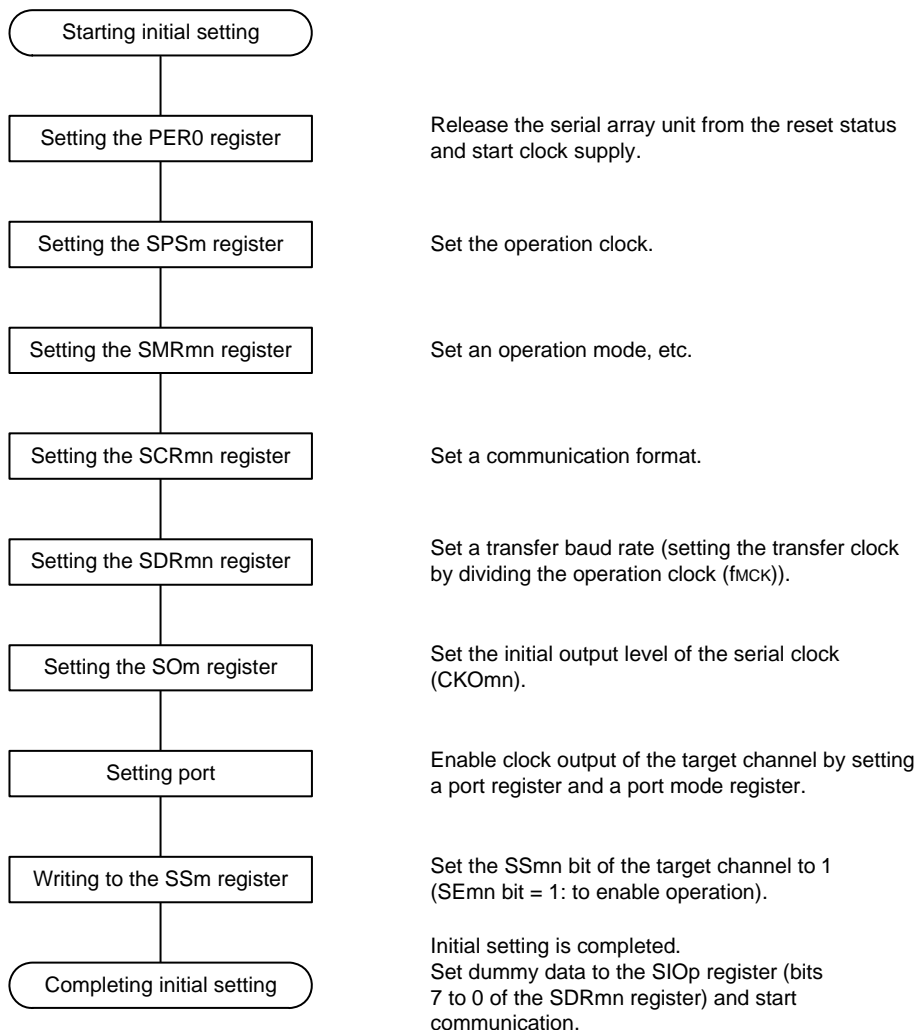 Starting initial setting
Setting the PER0 register
Release the serial array unit from the reset status
and start clock supply.
Setting the SPSm register
Set the operation clock.
Setting the SMRmn register
Set an operation mode, etc.
Setting the SCRmn register
Set a communication format.
Setting the SDRmn register
Set a transfer baud rate (setting the transfer clock
by dividing the operation clock (fMCK)).
Setting the SOm register
Set the initial output level of the serial clock
(CKOmn).
Setting port
Enable clock output of the target channel by setting
a port register and a port mode register.
Writing to the SSm register
Set the SSmn bit of the target channel to 1
(SEmn bit = 1: to enable operation).
Completing initial setting
Initial setting is completed.
Set dummy data to the SIOp register (bits
7 to 0 of the SDRmn register) and start
communication.